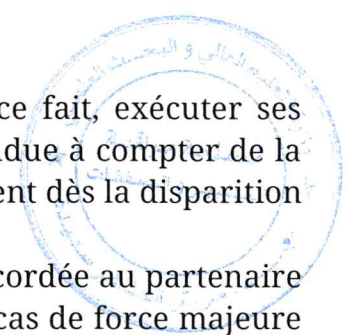 ce fait, exécuter ses
due à compter de la
ent dès la disparition
cordée au partenaire
cas de force majeure